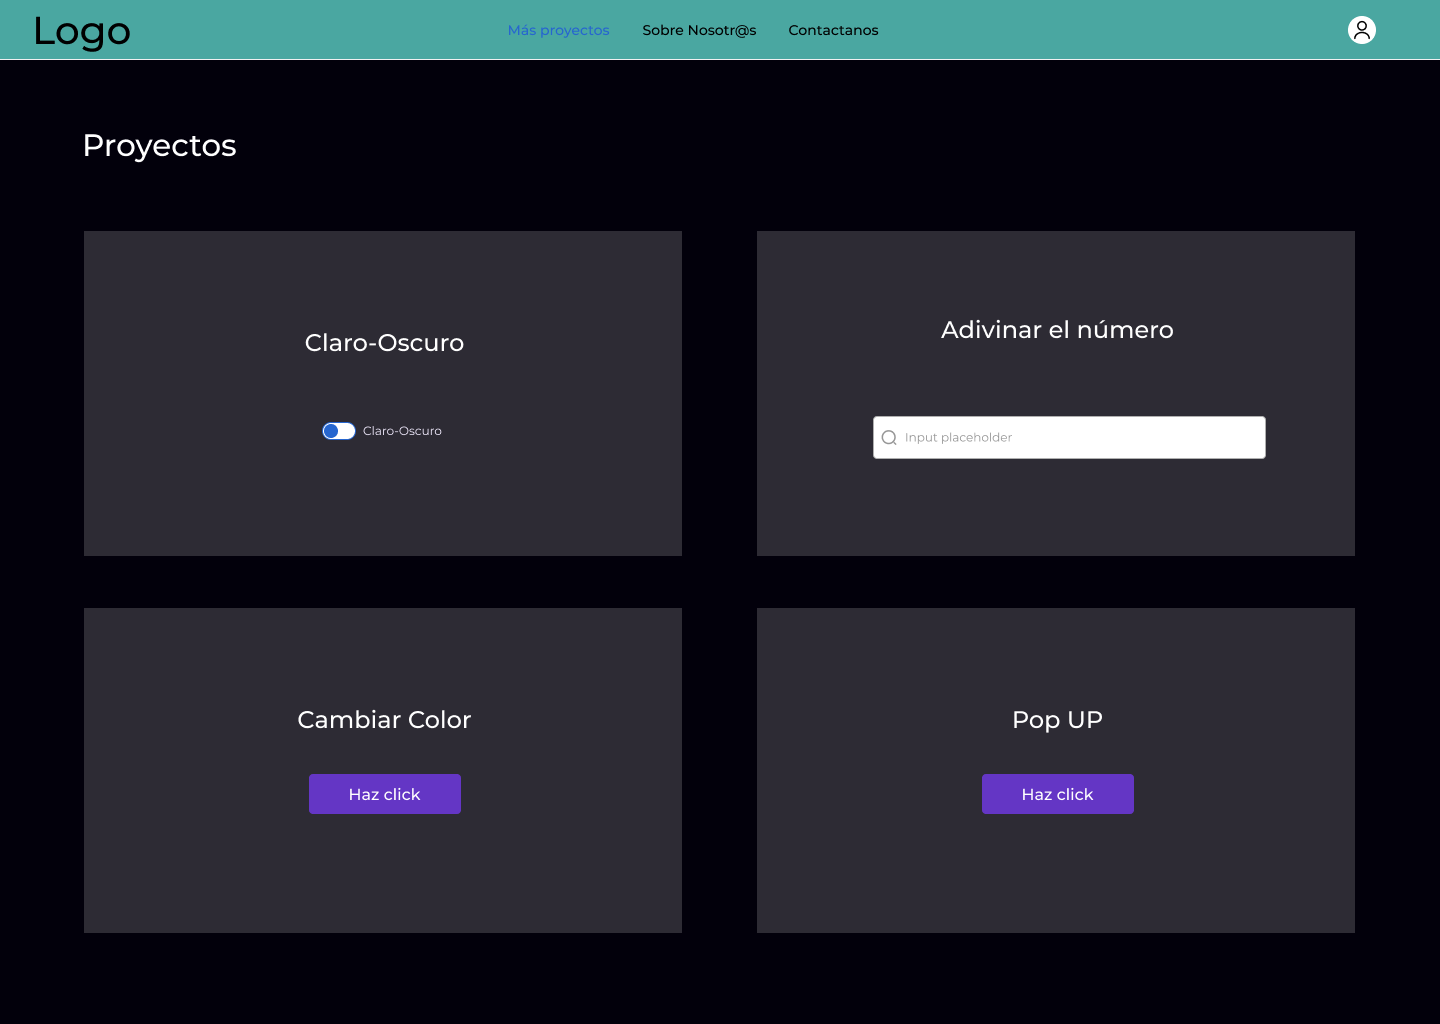 Logo
Más proyectos
Sobre Nosotr@s
Contactanos
Proyectos
Claro-Oscuro
Claro-Oscuro
Adivinar el número
Input placeholder
Cambiar Color
Haz click
Pop UP
Haz click